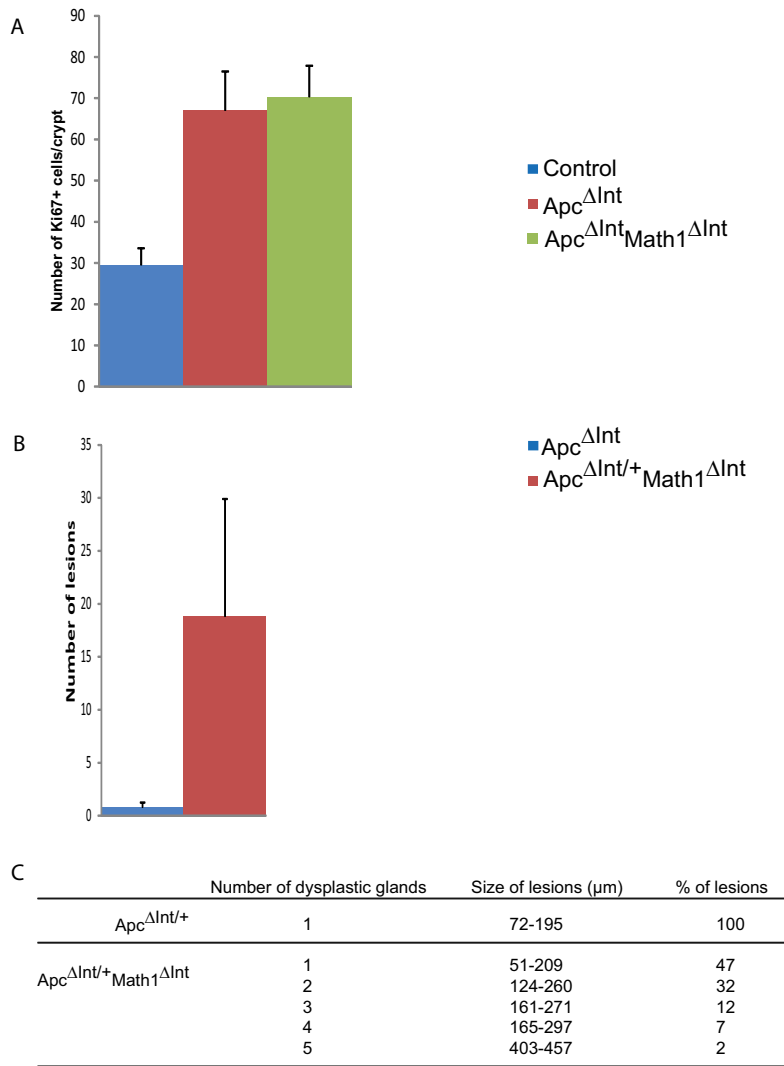 A
90
80
70
60
50
40
30
20
10
0
Number of Ki67+ cells/crypt
Control
Apc^ΔInt
Apc^ΔInt Math1^ΔInt
B
35
30
25
20
15
10
5
0
Number of lesions
Apc^ΔInt
Apc^ΔInt/+ Math1^ΔInt
C
Number of dysplastic glands Size of lesions (µm) % of lesions
Apc^ΔInt/+ 1 72-195 100
Apc^ΔInt/+ Math1^ΔInt 1 51-209 47
2 124-260 32
3 161-271 12
4 165-297 7
5 403-457 2